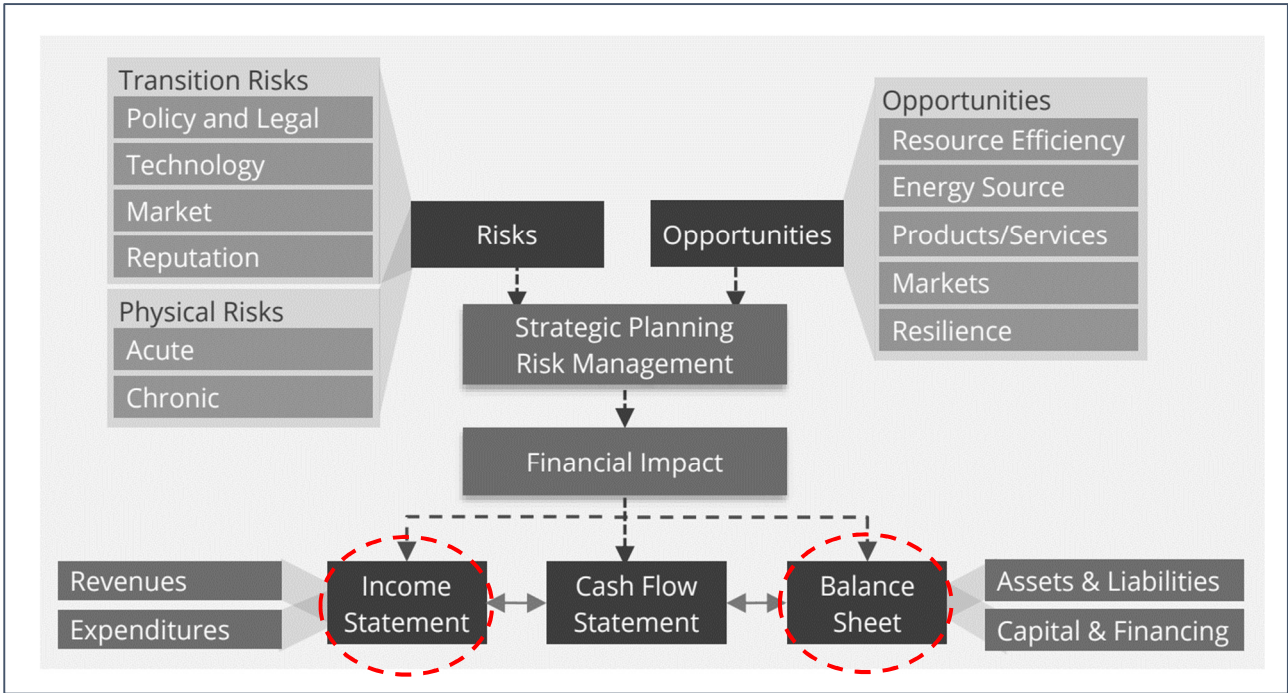 Transition Risks
Policy and Legal
Technology
Market
Reputation
Physical Risks
Acute
Chronic
Risks
Opportunities
Opportunities
Resource Efficiency
Energy Source
Products/Services
Markets
Resilience
Strategic Planning
Risk Management
Financial Impact
Revenues
Expenditures
Income
Statement
Cash Flow
Statement
Balance
Sheet
Assets & Liabilities
Capital & Financing